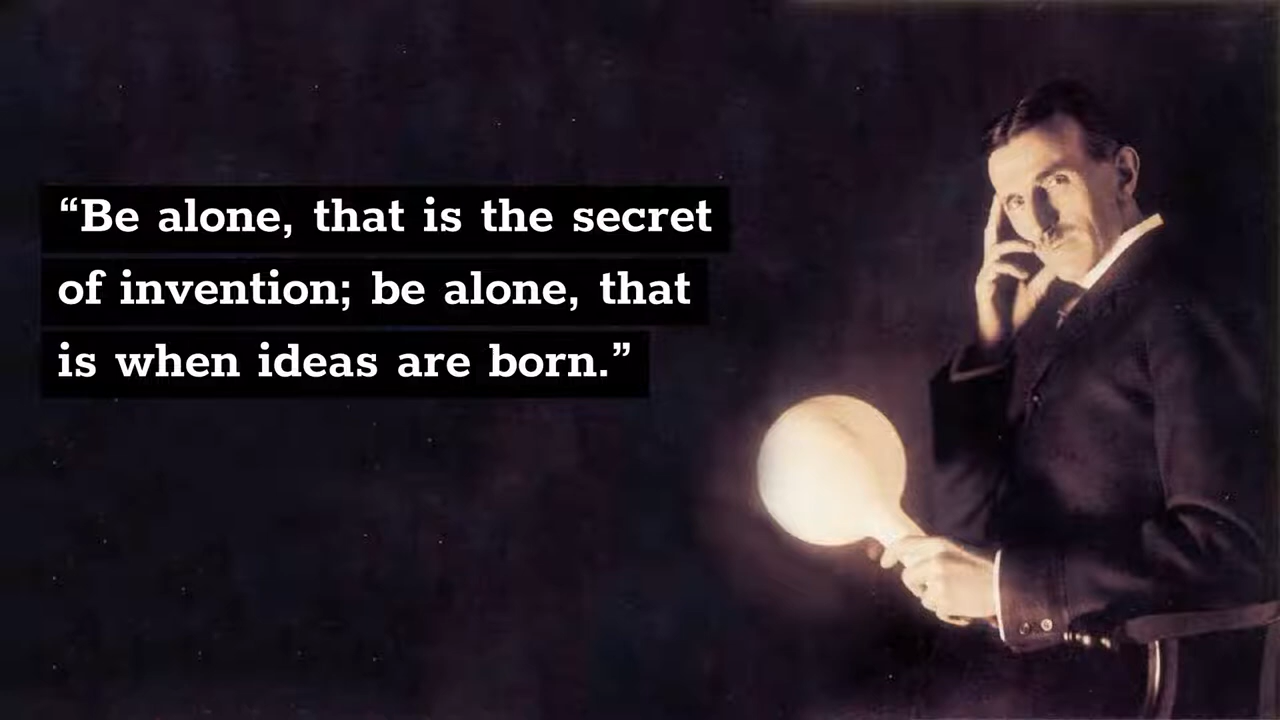 “Be alone, that is the secret
of invention; be alone, that
is when ideas are born.”